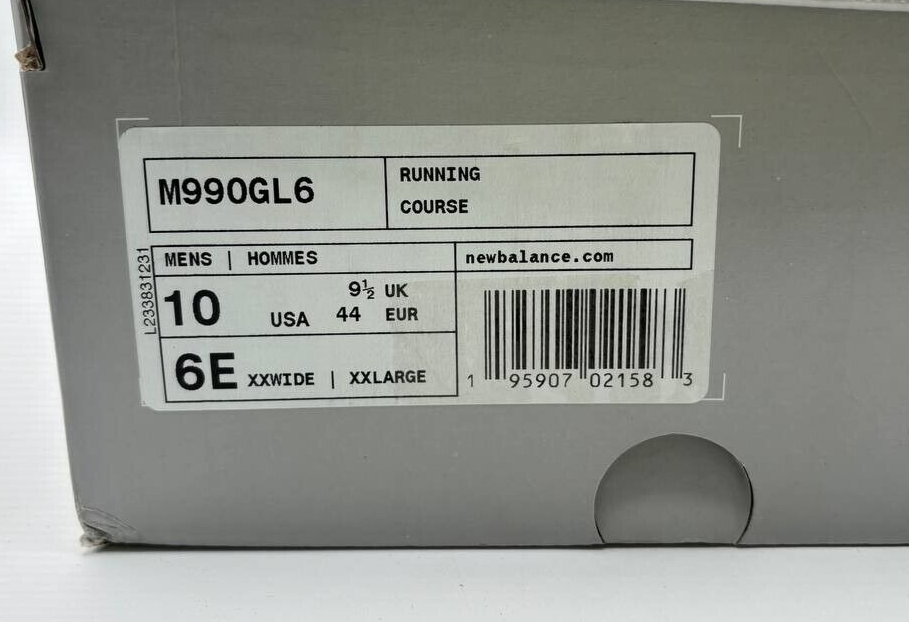 M990GL6
RUNNING
COURSE
MENS | HOMMES
newbalance.com
L233831231
10 USA
9½ UK
44 EUR
6E XXWIDE | XXLARGE
1 95907 02158 3